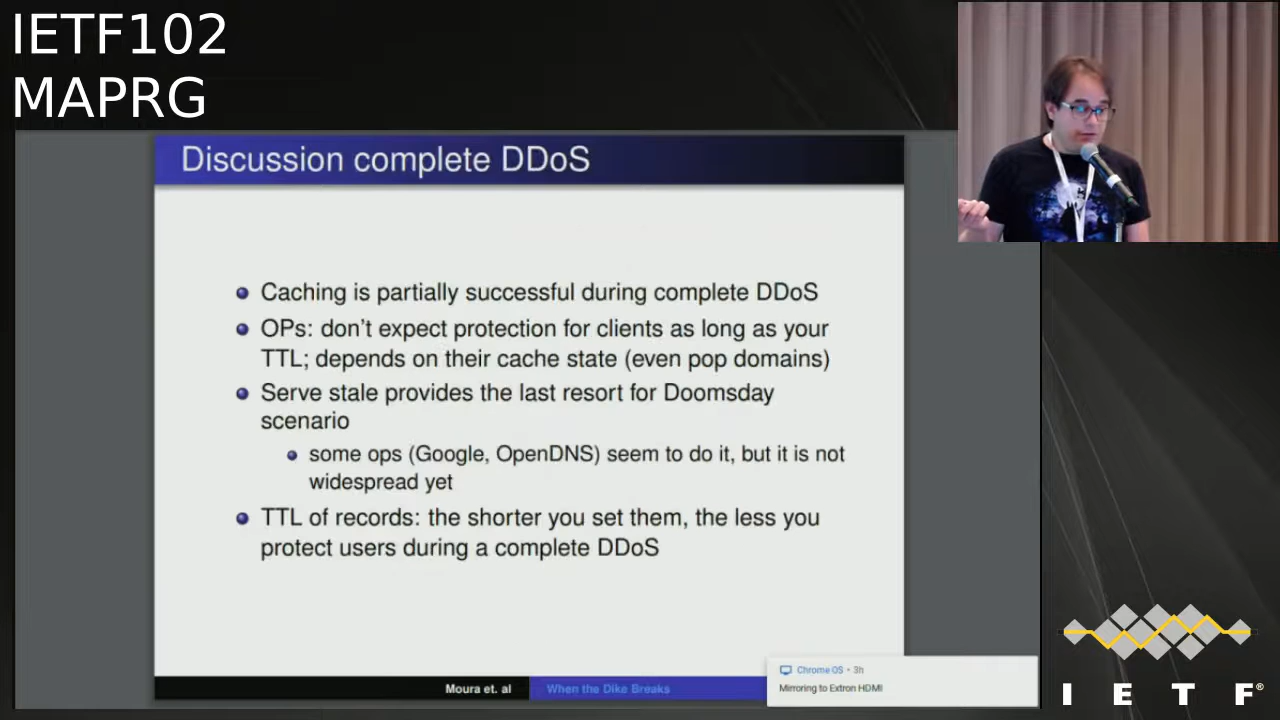 IETF102
MAPRG
Discussion complete DDoS
Caching is partially successful during complete DDoS
OPs: don't expect protection for clients as long as your
TTL; depends on their cache state (even pop domains)
Serve stale provides the last resort for Doomsday
scenario
some ops (Google, OpenDNS) seem to do it, but it is not
widespread yet
TTL of records: the shorter you set them, the less you
protect users during a complete DDoS
Moura et. al
When the Dike Breaks
Chrome OS • 3h
Mirroring to Extron HDMI
I E T F®